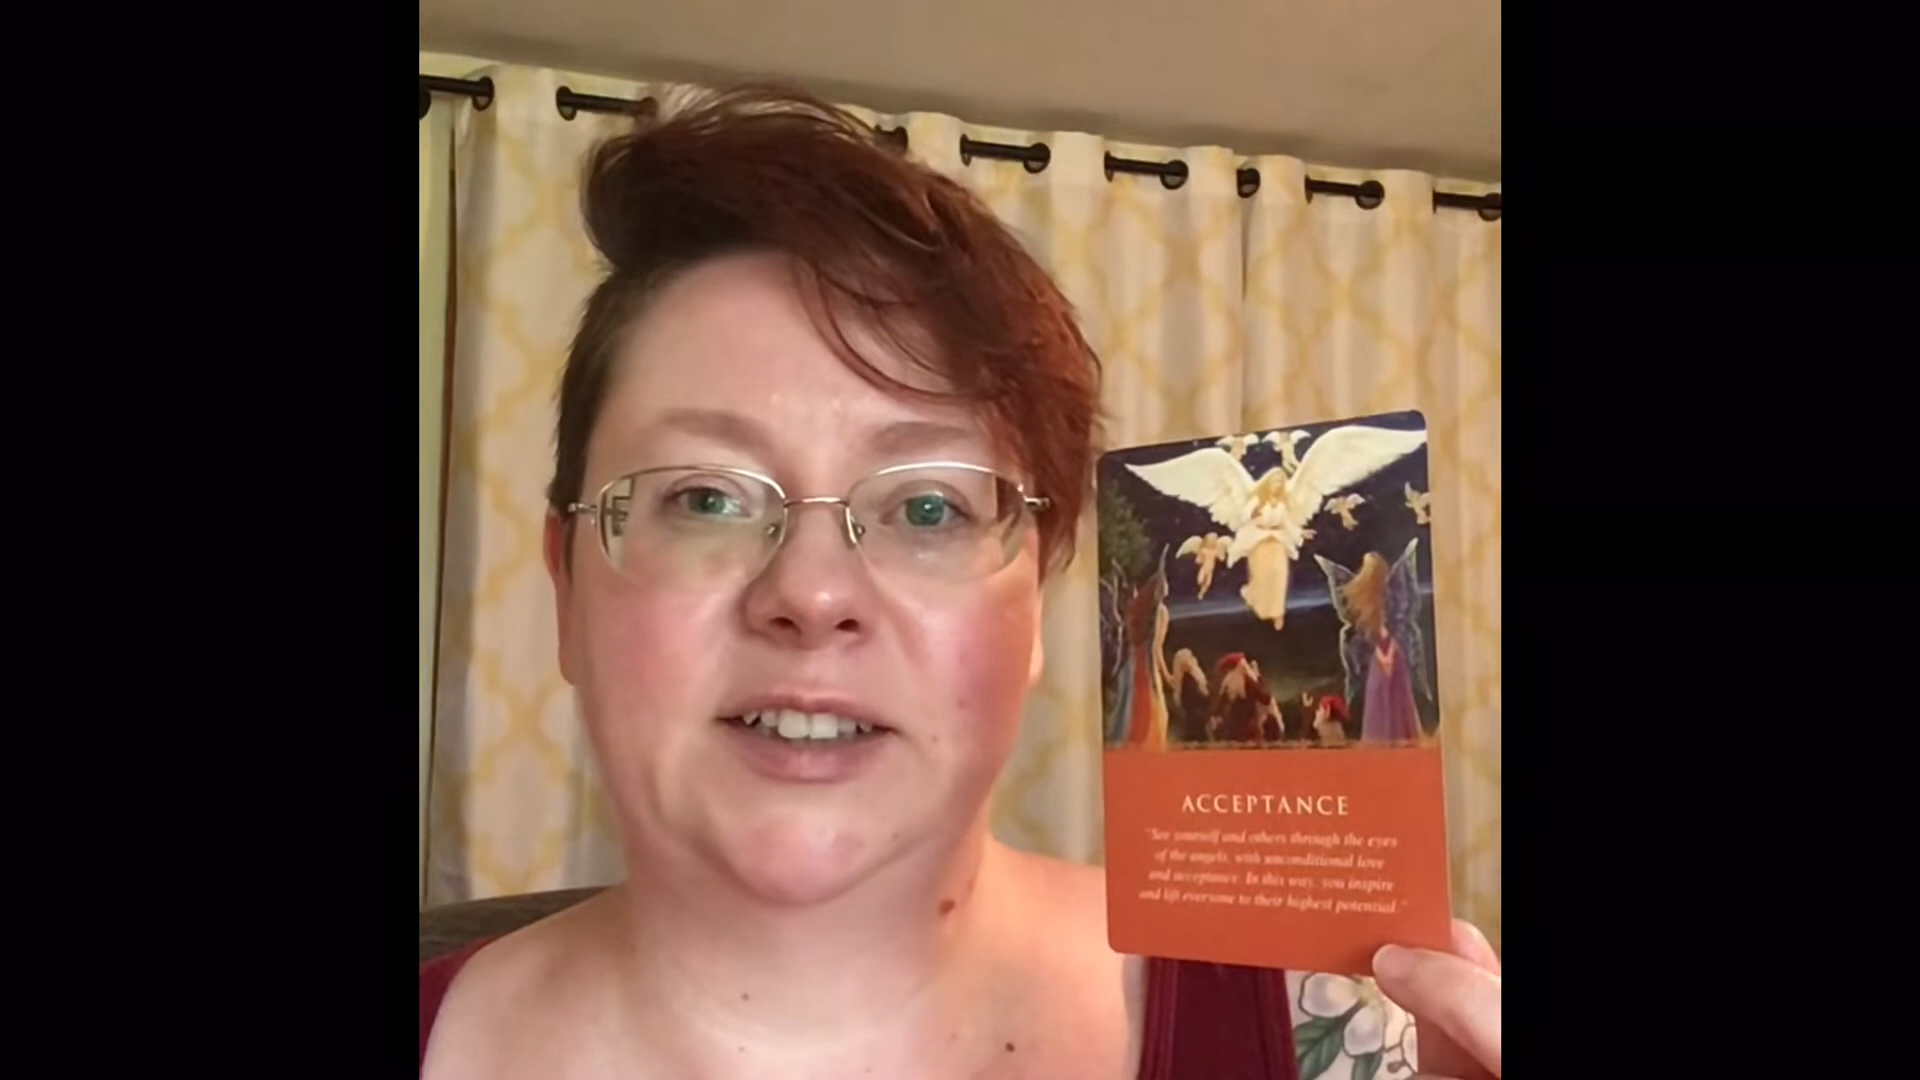 ACCEPTANCE
"See yourself and others through the eyes
of the angels, with unconditional love
and acceptance. In this way, you inspire
and lift everyone to their highest potential."